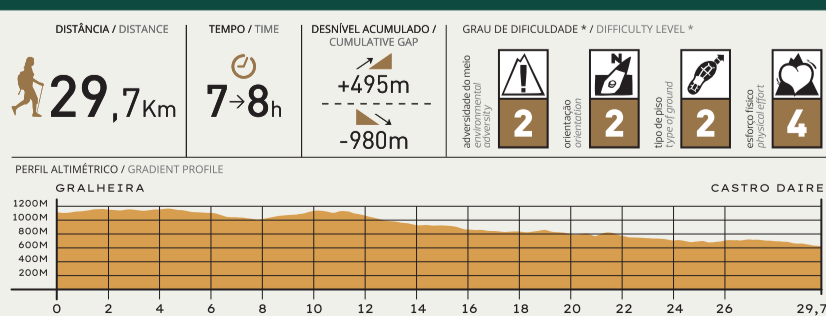 DISTÂNCIA / DISTANCE
29,7Km
TEMPO / TIME
7→8h
DESNÍVEL ACUMULADO /
CUMULATIVE GAP
+495m
-980m
GRAU DE DIFICULDADE * / DIFFICULTY LEVEL *
adversidade do meio
environmental
adversity
2
orientação
orientation
N
2
tipo de piso
type of ground
2
esforço físico
physical effort
4
PERFIL ALTIMÉTRICO / GRADIENT PROFILE
GRALHEIRA
CASTRO DAIRE
1200M
1000M
800M
600M
400M
200M
0 2 4 6 8 10 12 14 16 18 20 22 24 26 29,7